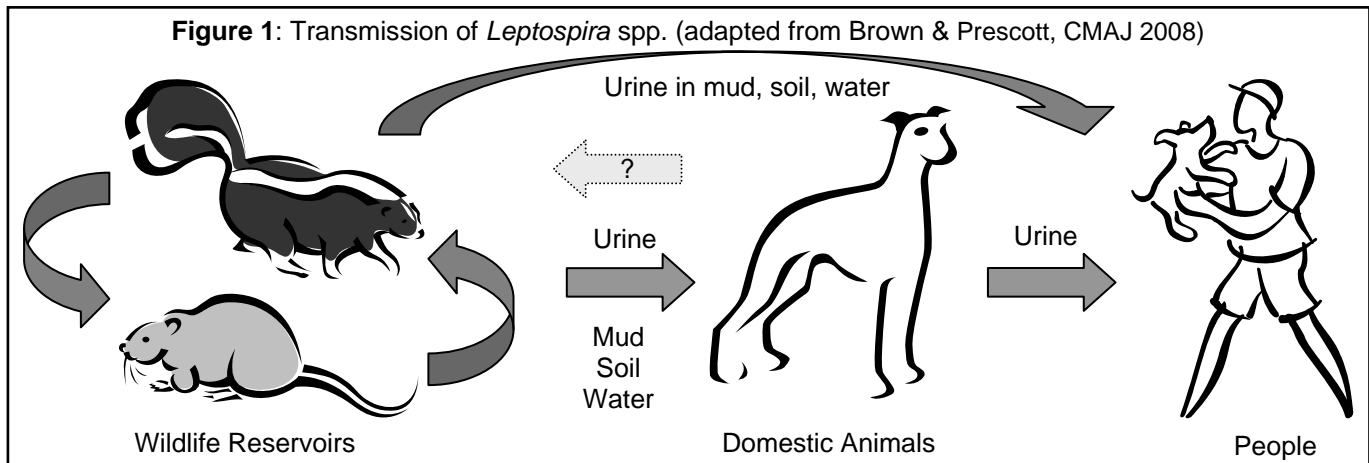 Figure 1: Transmission of Leptospira spp. (adapted from Brown & Prescott, CMAJ 2008)
Urine in mud, soil, water
?
Urine
Urine
Mud
Soil
Water
Wildlife Reservoirs
Domestic Animals
People